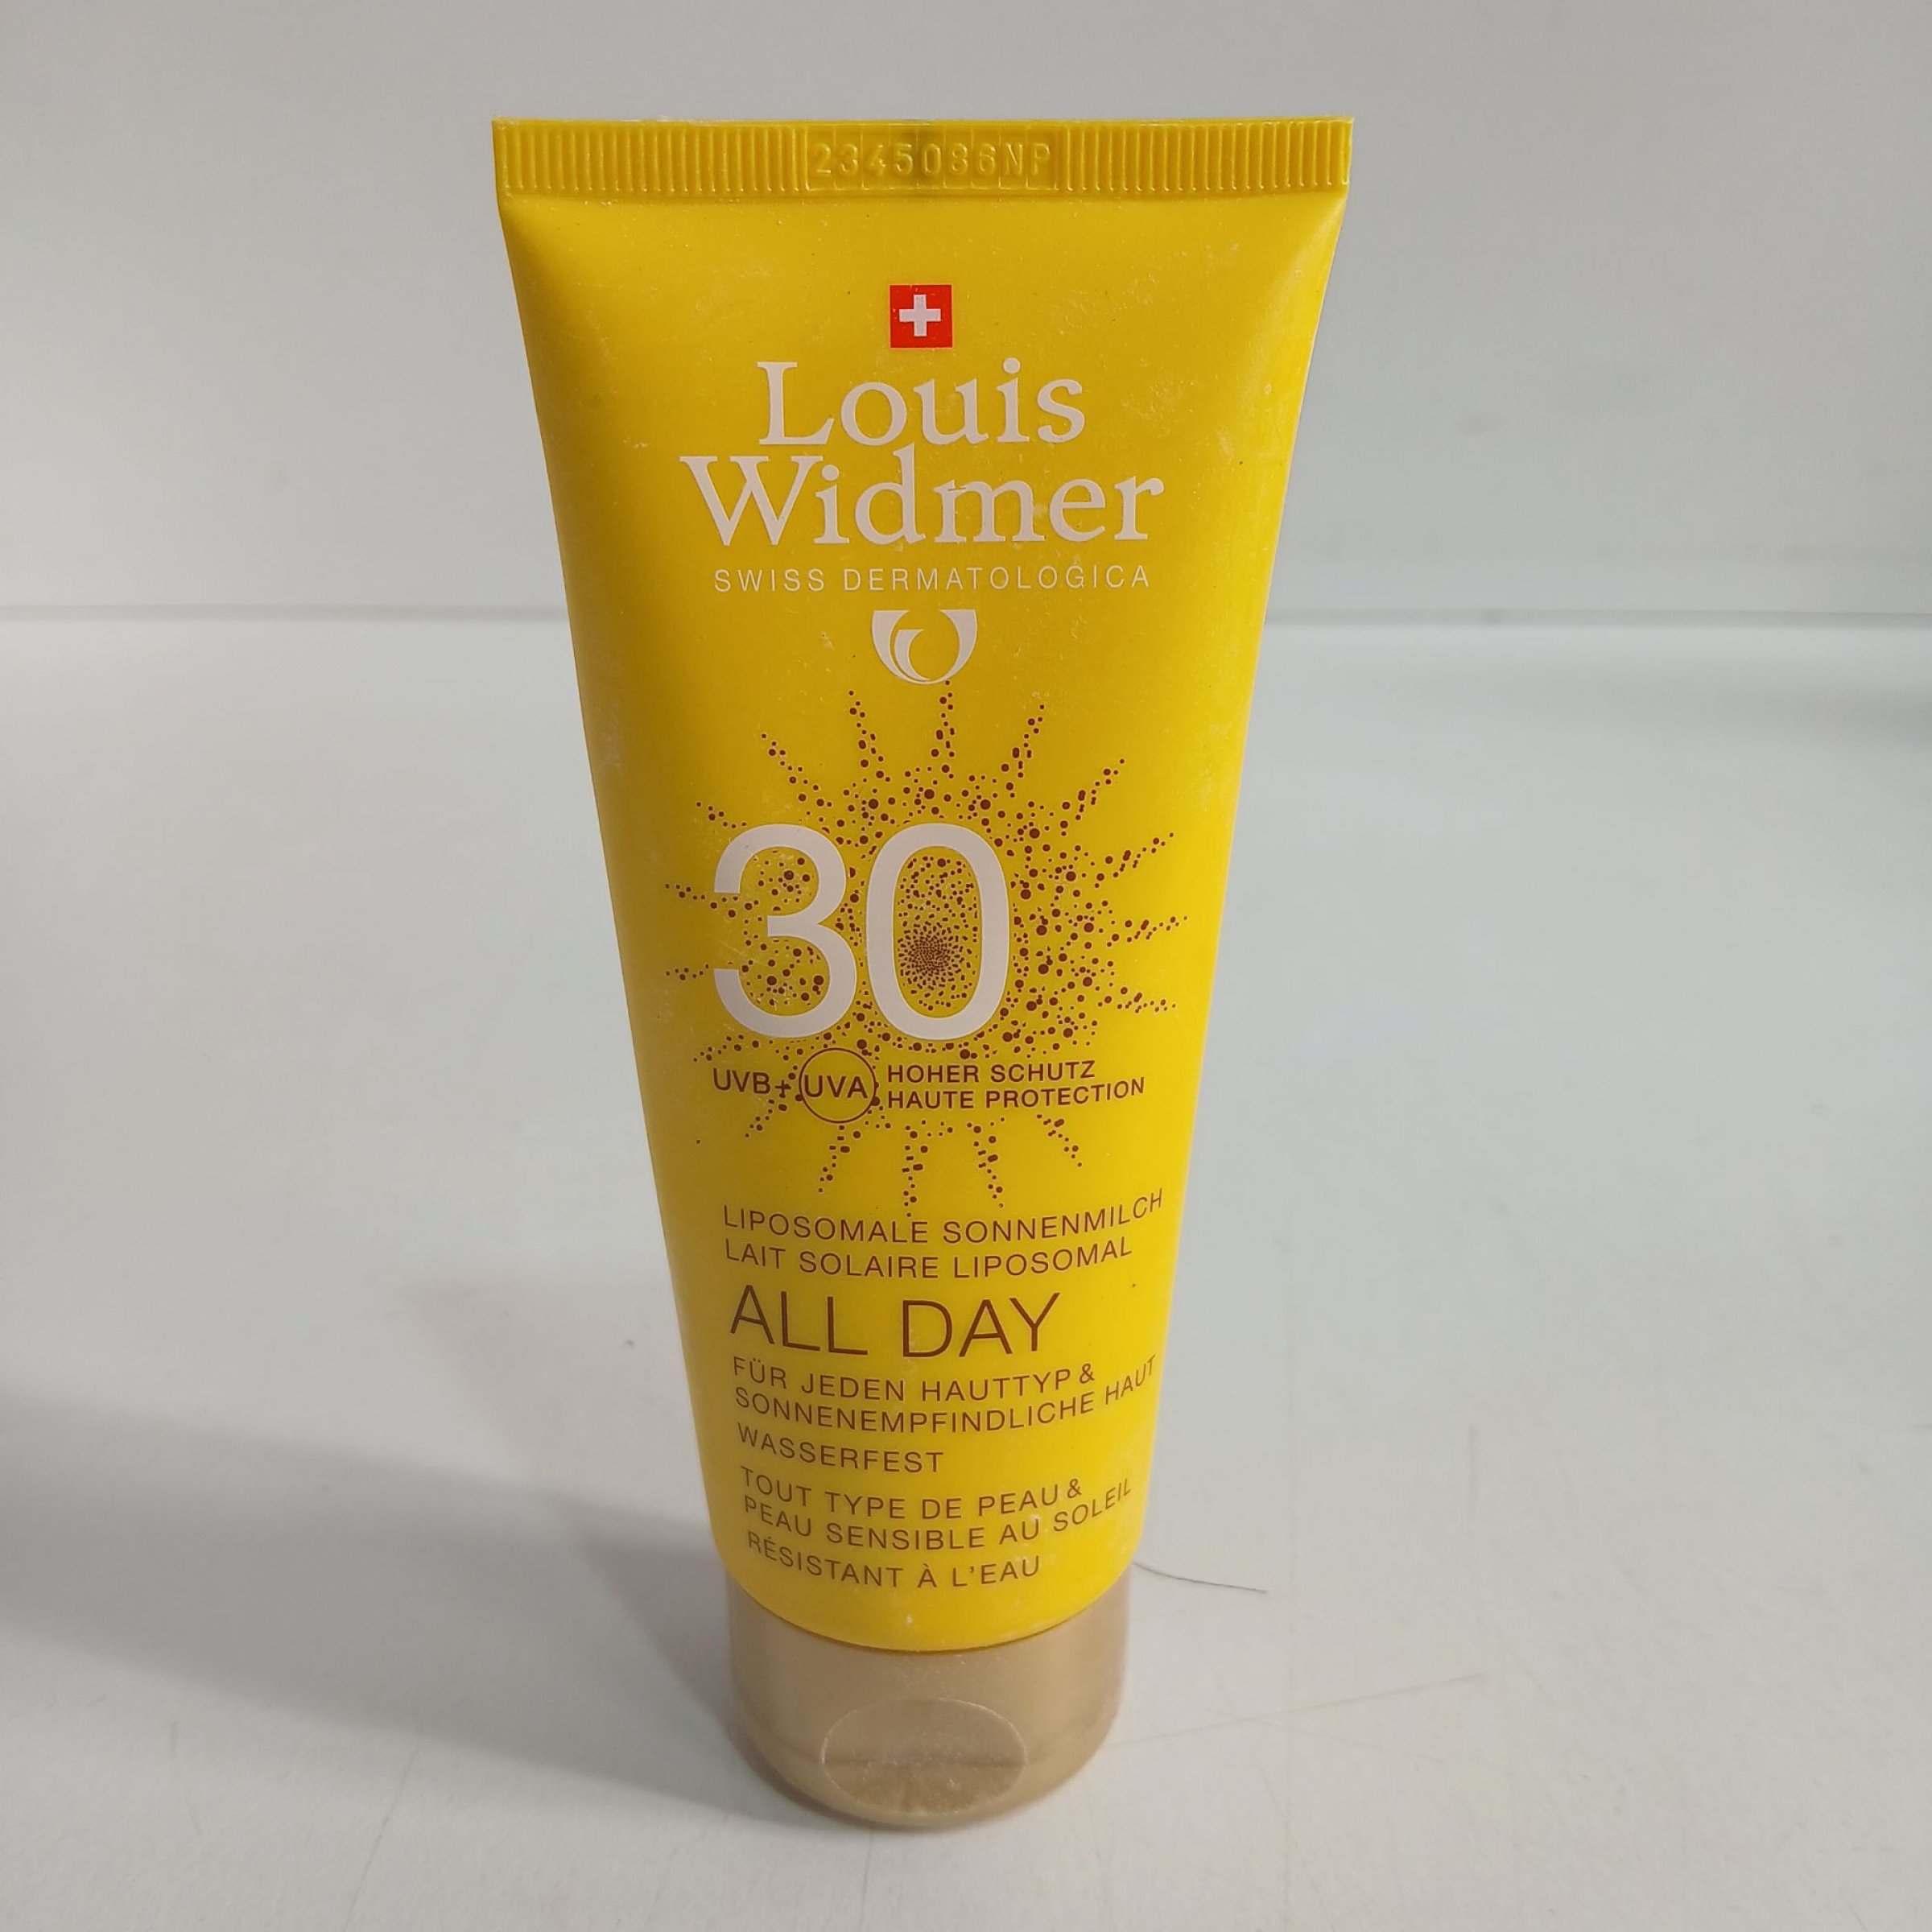 2345086NP
Louis
Widmer
SWISS DERMATOLOGICA
30
UVB+ UVA HOHER SCHUTZ
HAUTE PROTECTION
LIPOSOMALE SONNENMILCH
LAIT SOLAIRE LIPOSOMAL
ALL DAY
FÜR JEDEN HAUTTYP &
SONNENEMPFINDLICHE HAUT
WASSERFEST
TOUT TYPE DE PEAU &
PEAU SENSIBLE AU SOLEIL
RÉSISTANT À L'EAU